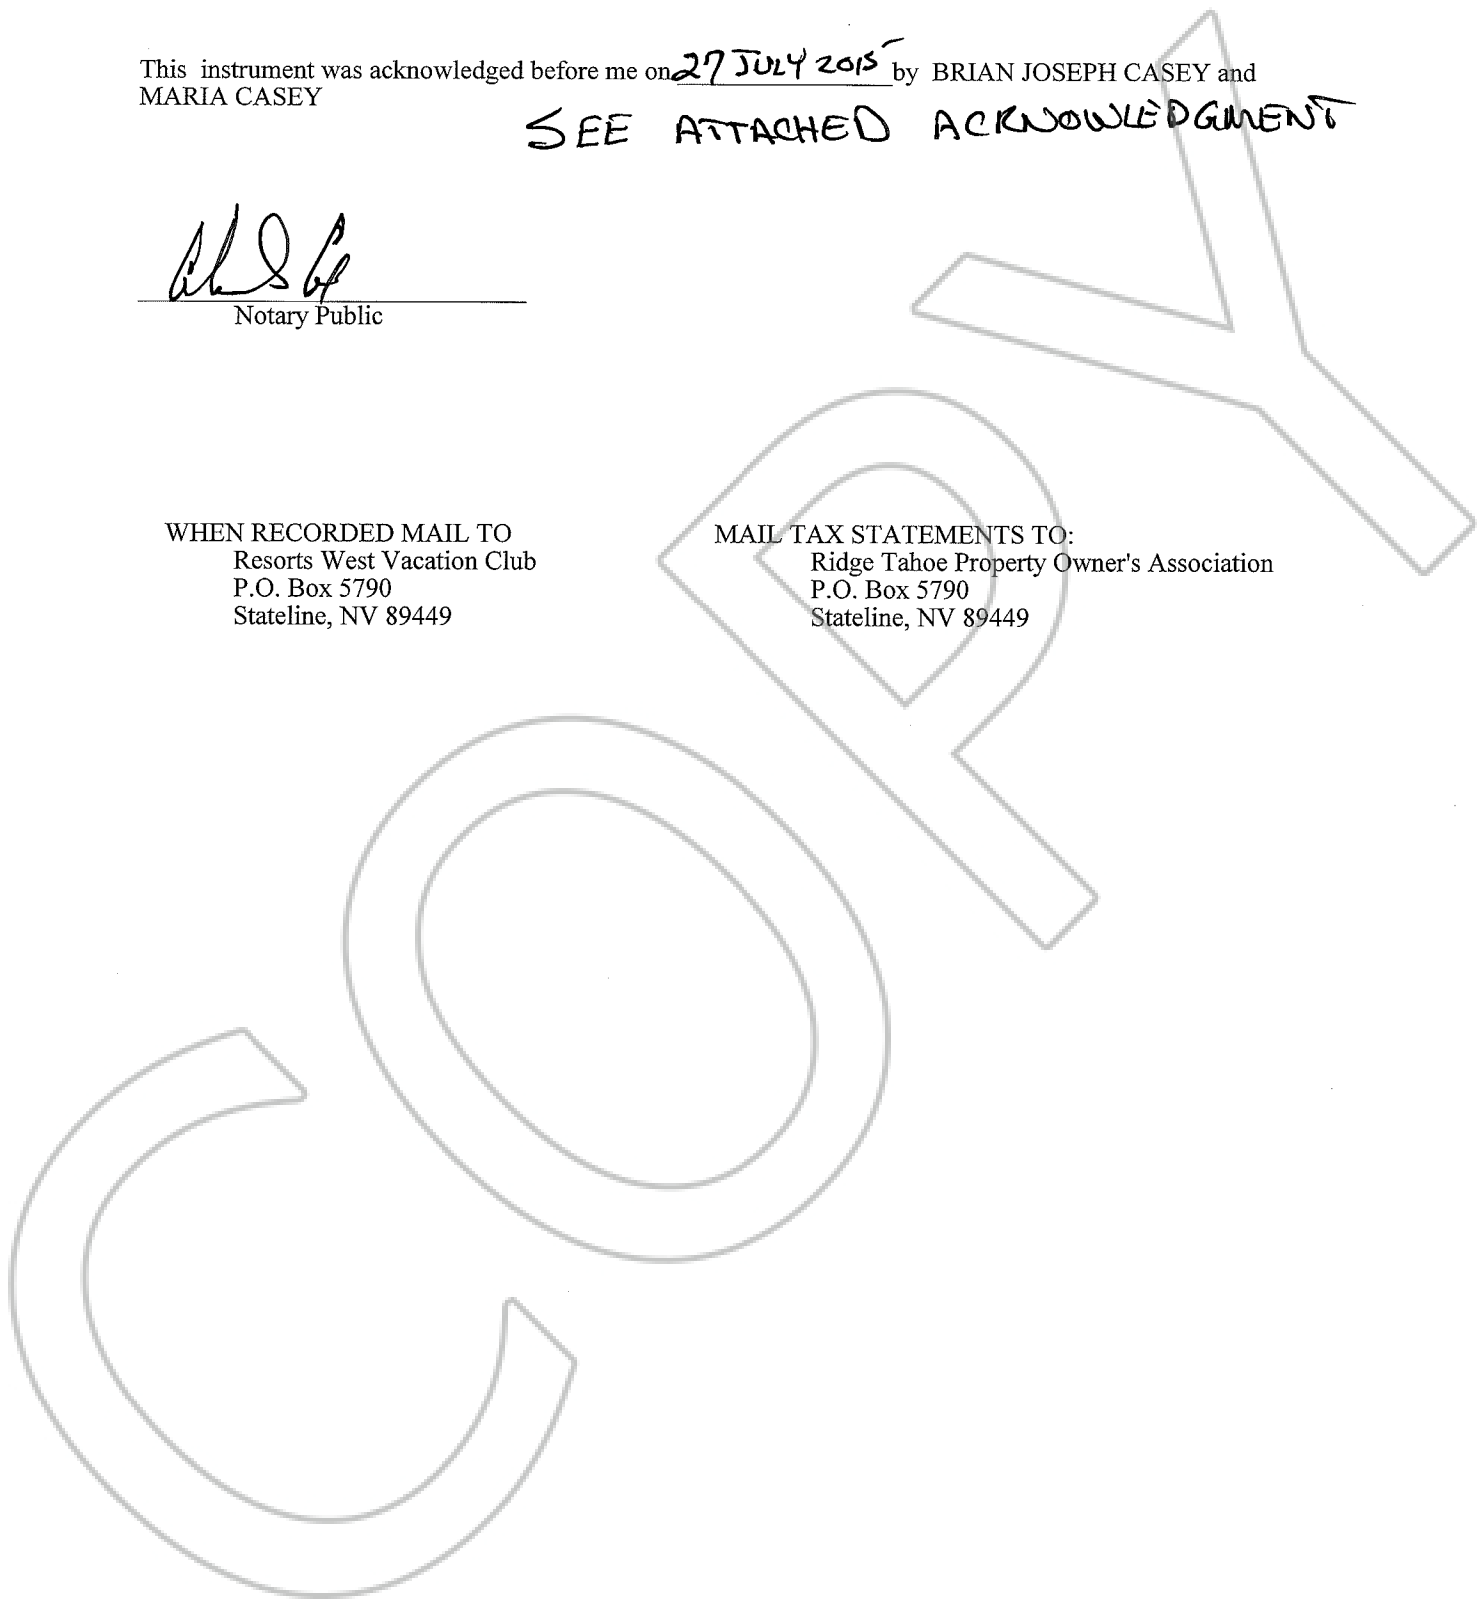 This instrument was acknowledged before me on 27 JULY 2015 by BRIAN JOSEPH CASEY and
MARIA CASEY
SEE ATTACHED ACKNOWLEDGMENT
Notary Public
WHEN RECORDED MAIL TO
Resorts West Vacation Club
P.O. Box 5790
Stateline, NV 89449
MAIL TAX STATEMENTS TO:
Ridge Tahoe Property Owner's Association
P.O. Box 5790
Stateline, NV 89449
COPY